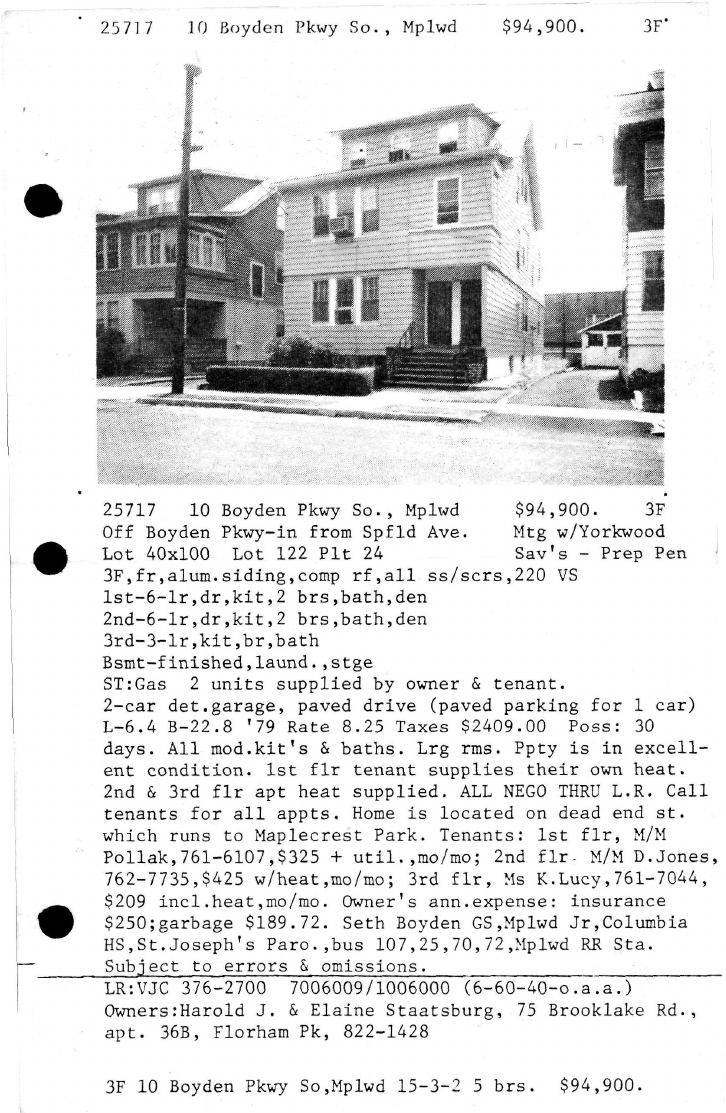 25717 10 Boyden Pkwy So., Mplwd $94,900. 3F
25717 10 Boyden Pkwy So., Mplwd $94,900. 3F
Off Boyden Pkwy-in from Spfld Ave. Mtg w/Yorkwood
Lot 40x100 Lot 122 Plt 24 Sav's - Prep Pen
3F,fr,alum.siding,comp rf,all ss/scrs,220 VS
1st-6-lr,dr,kit,2 brs,bath,den
2nd-6-lr,dr,kit,2 brs,bath,den
3rd-3-lr,kit,br,bath
Bsmt-finished,laund.,stge
ST:Gas 2 units supplied by owner & tenant.
2-car det.garage, paved drive (paved parking for 1 car)
L-6.4 B-22.8 '79 Rate 8.25 Taxes $2409.00 Poss: 30
days. All mod.kit's & baths. Lrg rms. Ppty is in excell-
ent condition. 1st flr tenant supplies their own heat.
2nd & 3rd flr apt heat supplied. ALL NEGO THRU L.R. Call
tenants for all appts. Home is located on dead end st.
which runs to Maplecrest Park. Tenants: 1st flr, M/M
Pollak,761-6107,$325 + util.,mo/mo; 2nd flr- M/M D.Jones,
762-7735,$425 w/heat,mo/mo; 3rd flr, Ms K.Lucy,761-7044,
$209 incl.heat,mo/mo. Owner's ann.expense: insurance
$250;garbage $189.72. Seth Boyden GS,Mplwd Jr,Columbia
HS,St.Joseph's Paro.,bus 107,25,70,72,Mplwd RR Sta.
Subject to errors & omissions.
LR:VJC 376-2700 7006009/1006000 (6-60-40-o.a.a.)
Owners:Harold J. & Elaine Staatsburg, 75 Brooklake Rd.,
apt. 36B, Florham Pk, 822-1428
3F 10 Boyden Pkwy So,Mplwd 15-3-2 5 brs. $94,900.